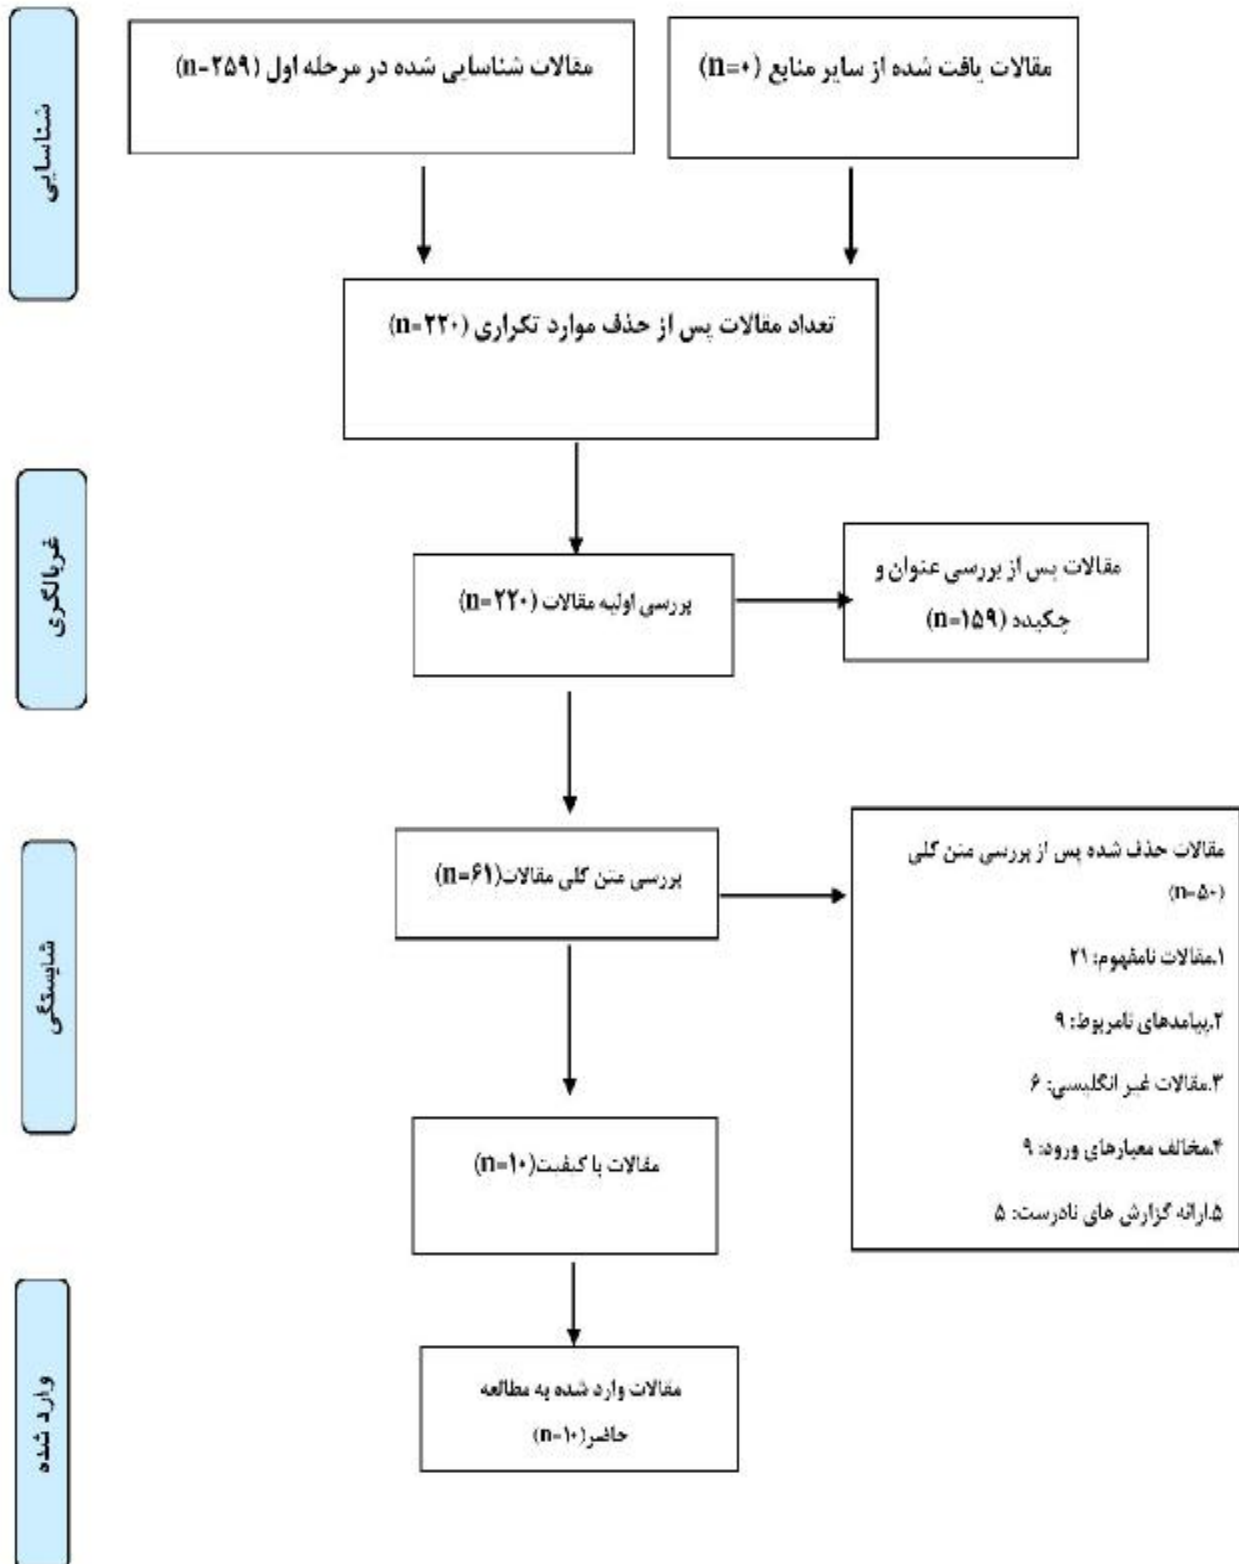 شناسایی
مقالات یافت شده از سایر منابع (n=۰)
مقالات شناسایی شده در مرحله اول (n=۲۵۹)
تعداد مقالات پس از حذف موارد تکراری (n=۲۲۰)
غربالگری
بررسی اولیه مقالات (n=۲۲۰)
مقالات پس از بررسی عنوان و
چکیده (n=۱۵۹)
شایستگی
بررسی متن کلی مقالات(n=۶۱)
مقالات حذف شده پس از بررسی متن کلی
(n=۵۰)
۱.مقالات نامفهوم: ۲۱
۲.پیامدهای نامربوط: ۹
۳.مقالات غیر انگلیسی: ۶
۴.مخالف معیارهای ورود: ۹
۵.ارائه گزارش های نادرست: ۵
مقالات با کیفیت(n=۱۰)
وارد شده
مقالات وارد شده به مطالعه
حاضر(n=۱۰)